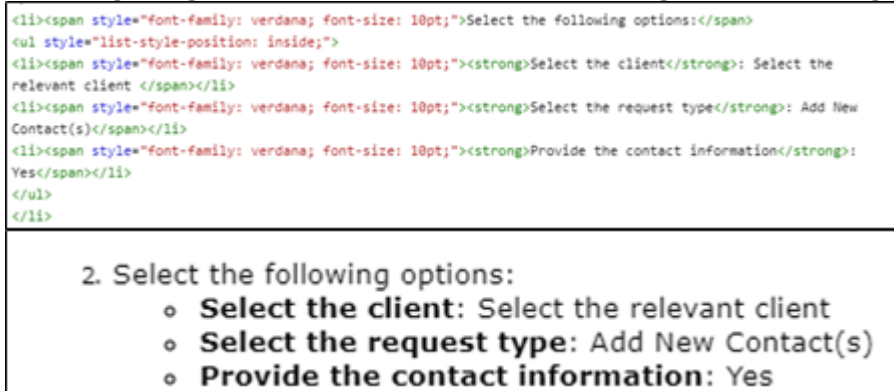 <li><span style="font-family: verdana; font-size: 10pt;">Select the following options:</span>
<ul style="list-style-position: inside;">
<li><span style="font-family: verdana; font-size: 10pt;"><strong>Select the client</strong>: Select the
relevant client </span></li>
<li><span style="font-family: verdana; font-size: 10pt;"><strong>Select the request type</strong>: Add New
Contact(s)</span></li>
<li><span style="font-family: verdana; font-size: 10pt;"><strong>Provide the contact information</strong>:
Yes</span></li>
</ul>
</li>
2. Select the following options:
∘ Select the client: Select the relevant client
∘ Select the request type: Add New Contact(s)
∘ Provide the contact information: Yes